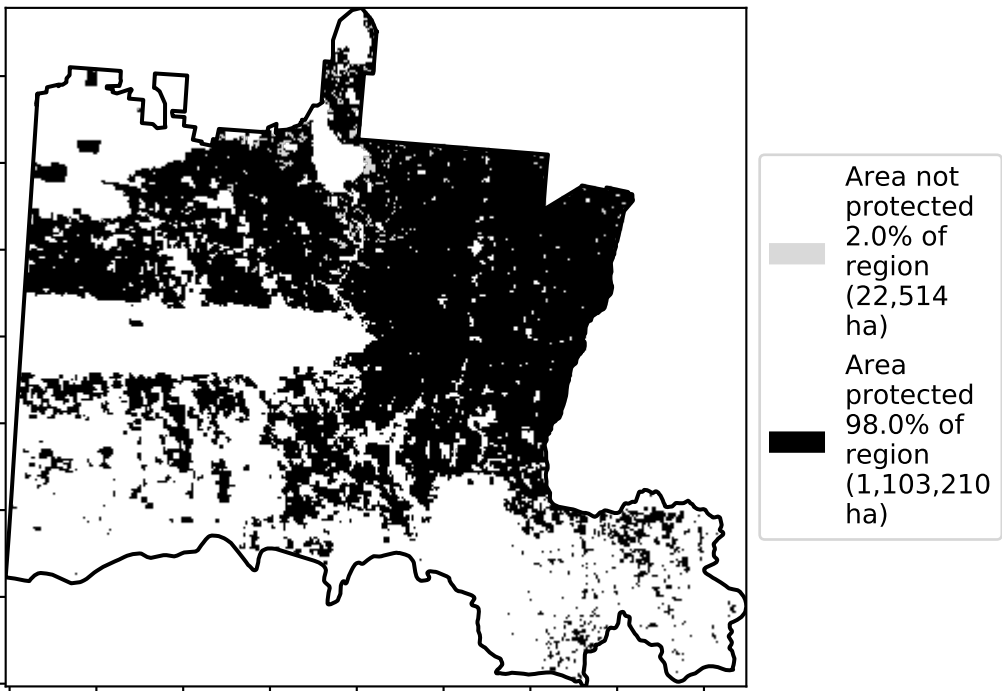 Area not
protected
2.0% of
region
(22,514
ha)
Area
protected
98.0% of
region
(1,103,210
ha)